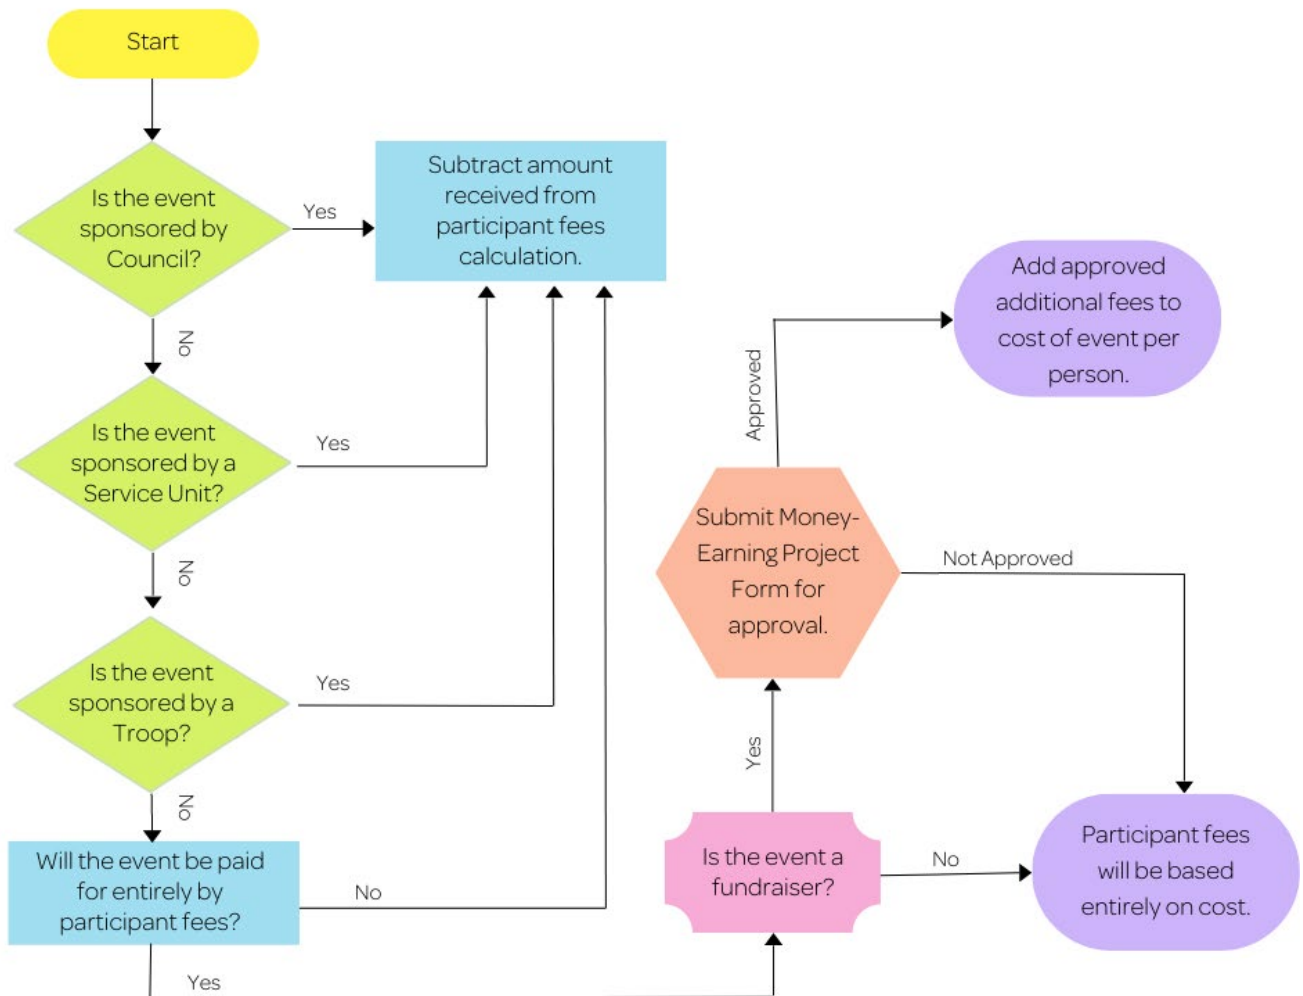 Start
Is the event
sponsored by
Council?
Yes
Subtract amount
received from
participant fees
calculation.
No
Is the event
sponsored by a
Service Unit?
Yes
No
Is the event
sponsored by a
Troop?
Yes
No
Will the event be paid
for entirely by
participant fees?
No
Yes
Is the event a
fundraiser?
Yes
No
Submit Money-
Earning Project
Form for
approval.
Approved
Not Approved
Add approved
additional fees to
cost of event per
person.
Participant fees
will be based
entirely on cost.